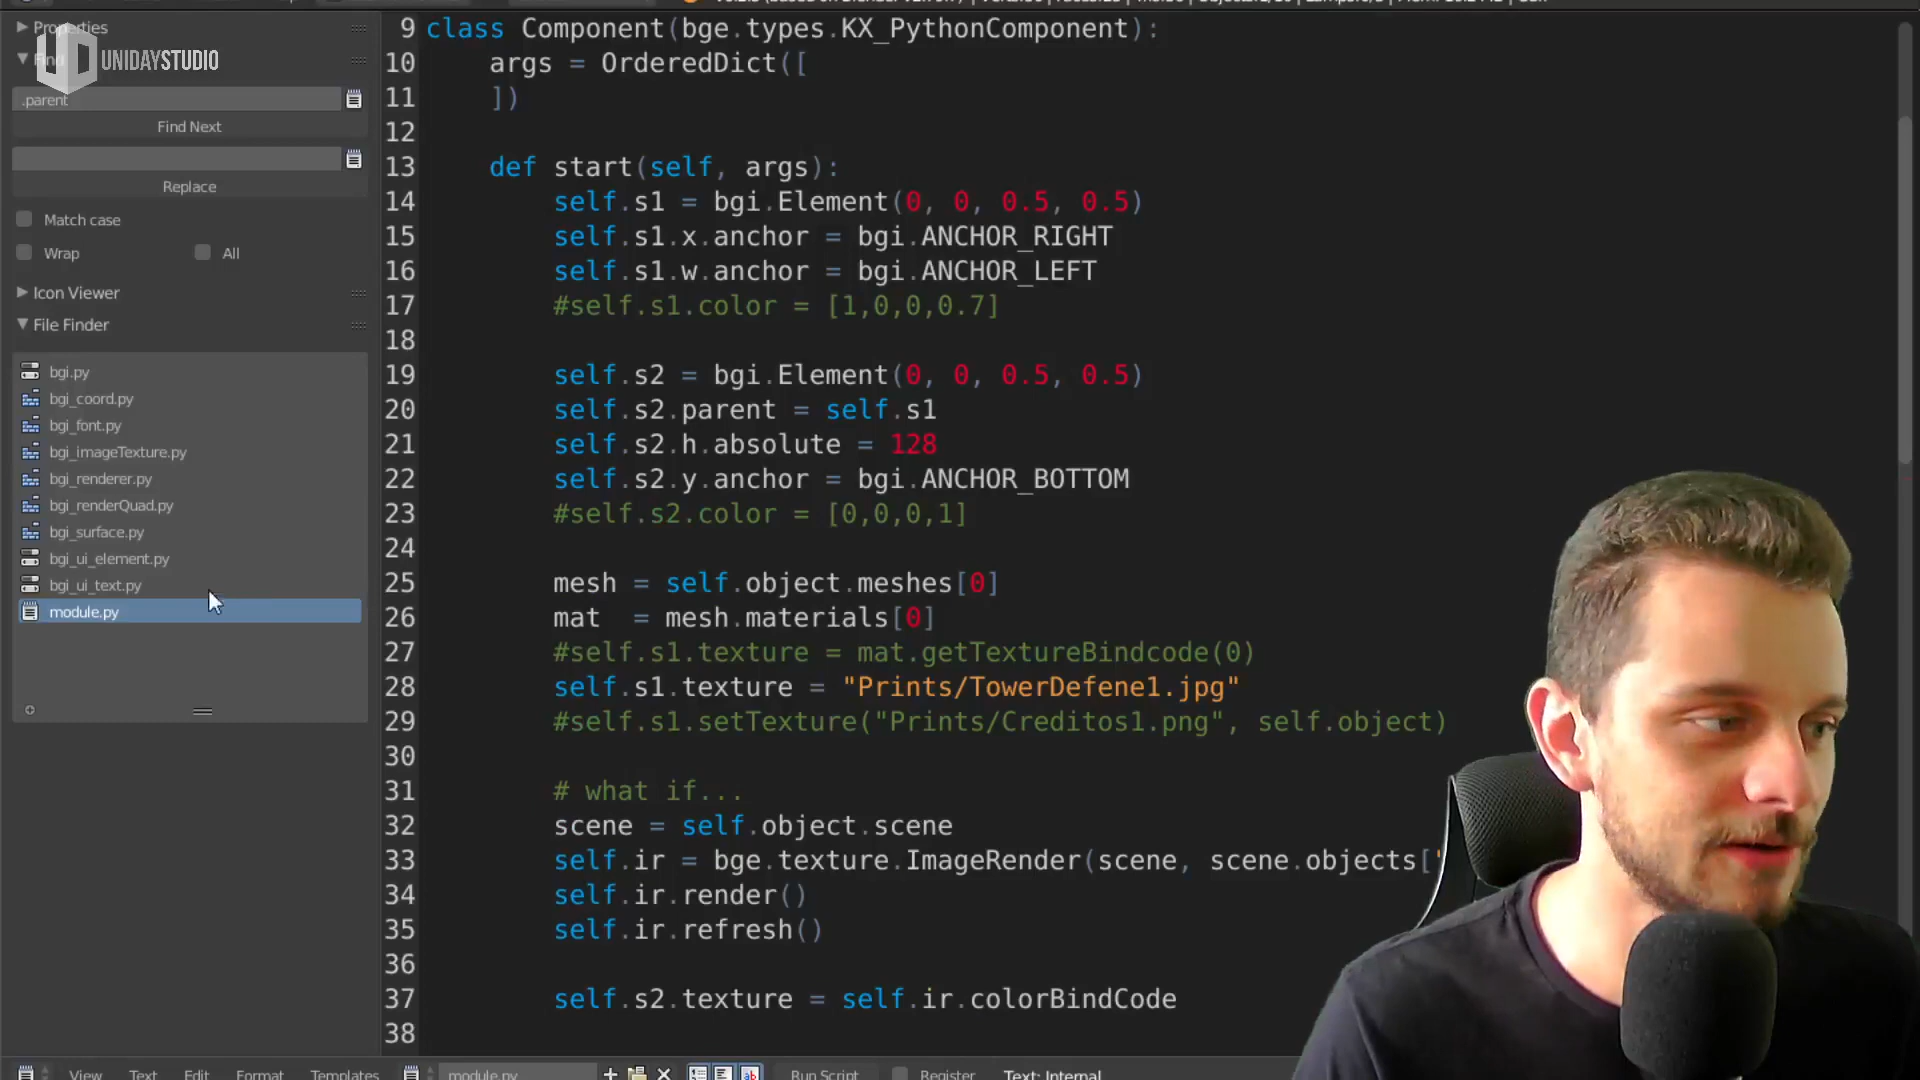 Properties
UNIDAYSTUDIO
.parent
Find Next
Replace
Match case
Wrap
All
Icon Viewer
File Finder
bgi.py
bgi_coord.py
bgi_font.py
bgi_imageTexture.py
bgi_renderer.py
bgi_renderQuad.py
bgi_surface.py
bgi_ui_element.py
bgi_ui_text.py
module.py
9 class Component(bge.types.KX_PythonComponent):
10 args = OrderedDict([
11 ])
12
13 def start(self, args):
14 self.s1 = bgi.Element(0, 0, 0.5, 0.5)
15 self.s1.x.anchor = bgi.ANCHOR_RIGHT
16 self.s1.w.anchor = bgi.ANCHOR_LEFT
17 #self.s1.color = [1,0,0,0.7]
18
19 self.s2 = bgi.Element(0, 0, 0.5, 0.5)
20 self.s2.parent = self.s1
21 self.s2.h.absolute = 128
22 self.s2.y.anchor = bgi.ANCHOR_BOTTOM
23 #self.s2.color = [0,0,0,1]
24
25 mesh = self.object.meshes[0]
26 mat = mesh.materials[0]
27 #self.s1.texture = mat.getTextureBindcode(0)
28 self.s1.texture = "Prints/TowerDefene1.jpg"
29 #self.s1.setTexture("Prints/Creditos1.png", self.object)
30
31 # what if...
32 scene = self.object.scene
33 self.ir = bge.texture.ImageRender(scene, scene.objects['
34 self.ir.render()
35 self.ir.refresh()
36
37 self.s2.texture = self.ir.colorBindCode
38
View Text Edit Format Templates module.py Run Script Register Text: Internal